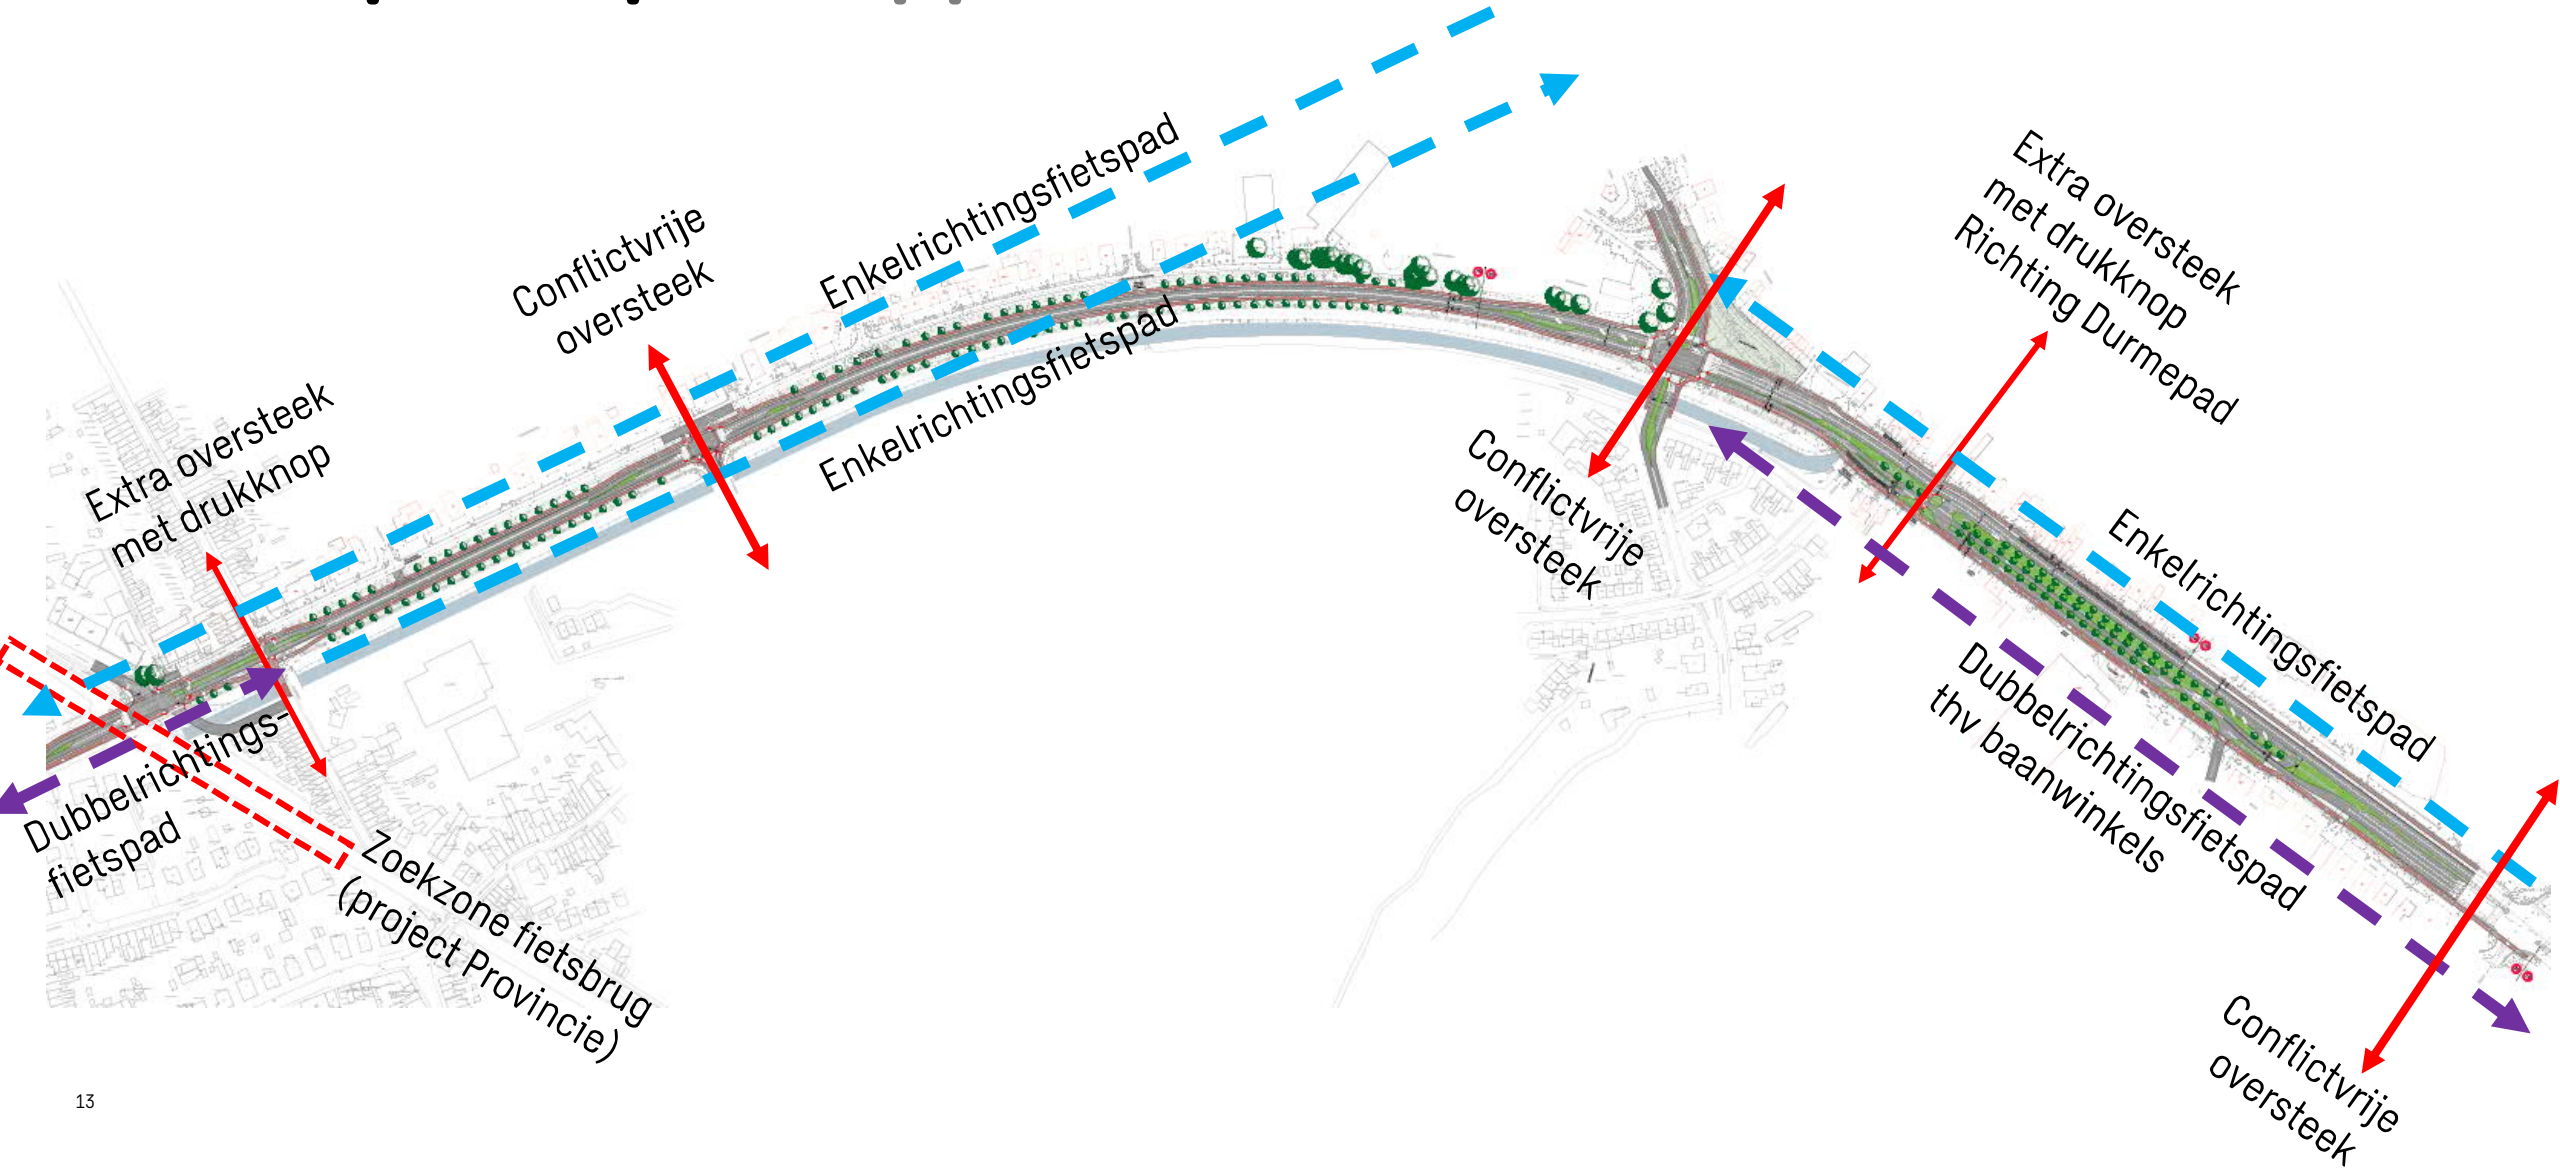 Extra oversteek
met drukknop
Conflictvrije
oversteek
Enkelrichtingsfietspad
Enkelrichtingsfietspad
Extra oversteek
met drukknop
Richting Durmepad
Conflictvrije
oversteek
Enkelrichtingsfietspad
Dubbelrichtingsfietspad
thv baanwinkels
Dubbelrichtings-
fietspad
Zoekzone fietsbrug
(project Provincie)
Conflictvrije
oversteek
13